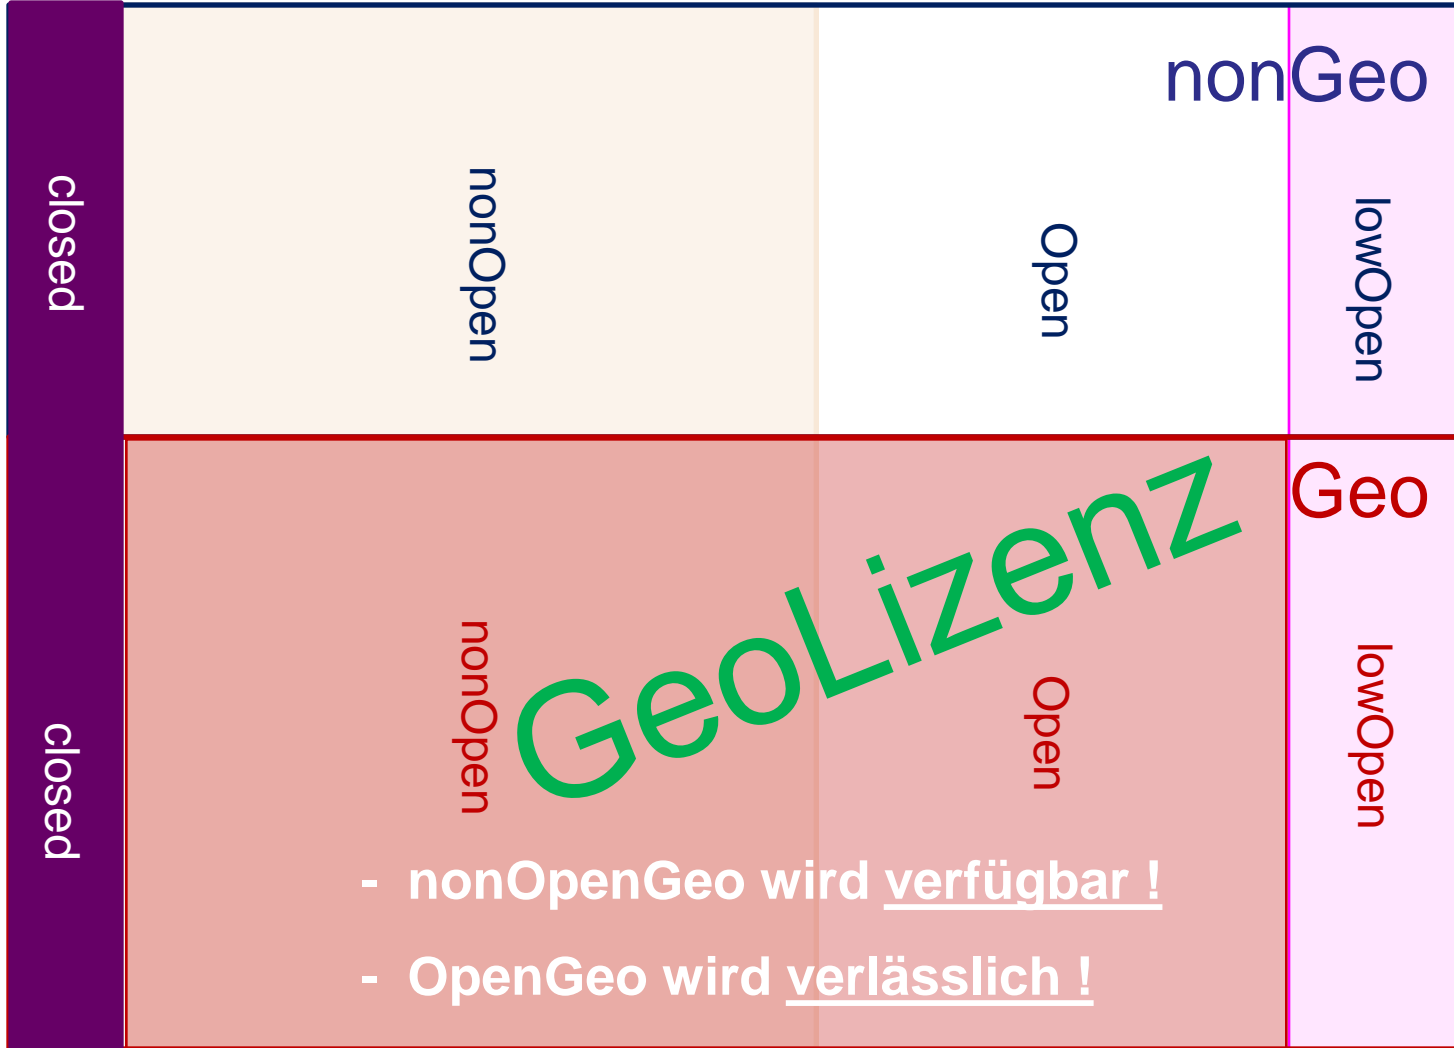 nonGeo
closed
nonOpen
Open
lowOpen
Geo
GeoLizenz
closed
nonOpen
Open
lowOpen
- nonOpenGeo wird verfügbar !
- OpenGeo wird verlässlich !